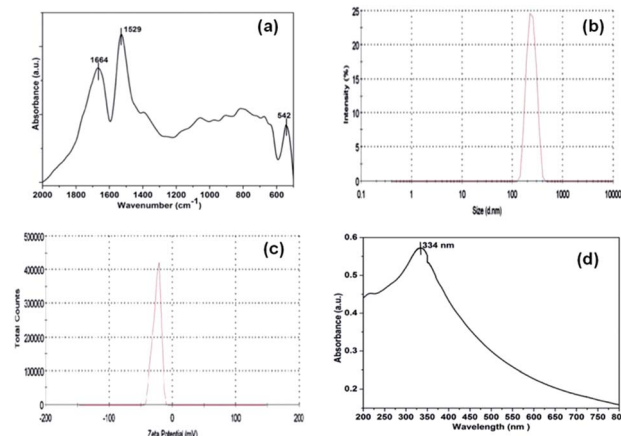 (a)
1529
1664
542
Absorbance (a.u.)
2000 1800 1600 1400 1200 1000 800 600
Wavenumber (cm-1)
(b)
25
20
15
10
5
0
Intensity (%)
0.1 1 10 100 1000 10000
Size (d.nm)
(c)
500000
400000
300000
200000
100000
0
Total Counts
-200 -100 0 100 200
Zeta Potential (mV)
(d)
334 nm
0.6
0.5
0.4
0.3
0.2
Absorbance (a.u.)
200 250 300 350 400 450 500 550 600 650 700 750 800
Wavelength (nm )